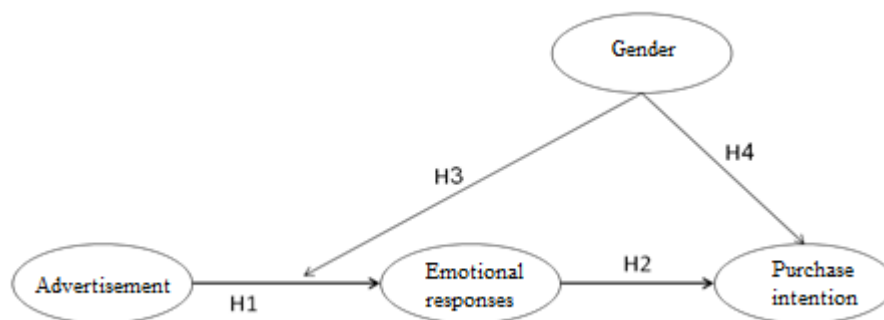 Gender
H3
H4
Advertisement
H1
Emotional
responses
H2
Purchase
intention